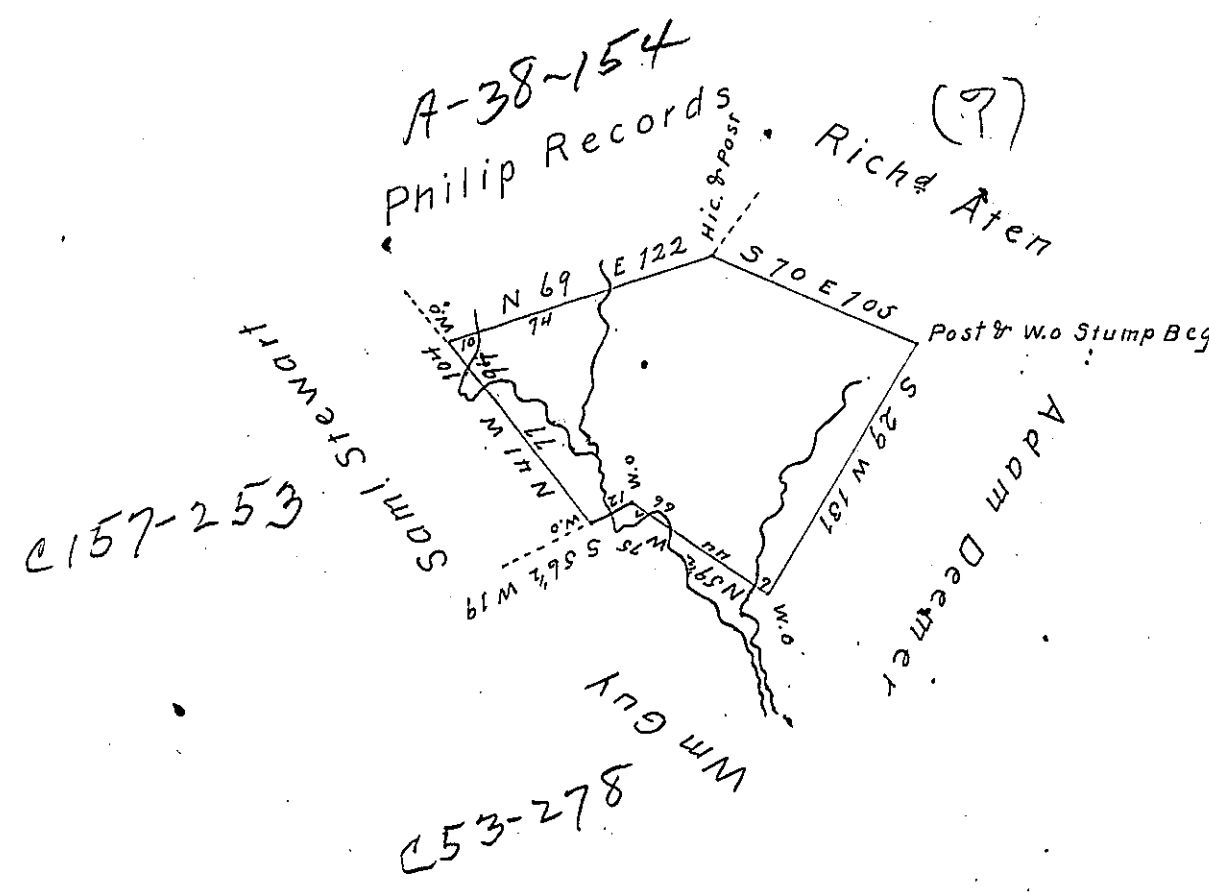 A-38-154
Philip Records
(?)
Richd Aten
Hic. & Post
S 70 E 105
Post & W.o Stump Beg
N 69 E 122
74
10
W.o
S 29 W 131
Adam Deemer
N 41 W 104
94
77
Saml Stewart
C157-253
W.o
S 56½ W 19
12
W.o
N 59½ W 75
66
7
44
2
W.o
Wm Guy
C53-278